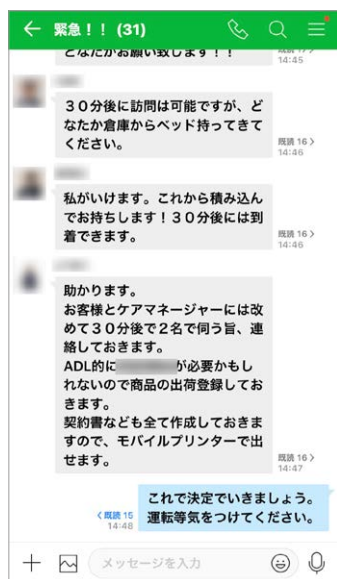 緊急！！ (31)
どなたかお願い致します！！
14:45
３０分後に訪問は可能ですが、ど
なたか倉庫からベッド持ってきて
ください。
既読 16
14:46
私がいけます。これから積み込ん
でお持ちします！３０分後には到
着できます。
既読 16
14:46
助かります。
お客様とケアマネージャーには改
めて３０分後で２名で伺う旨、連
絡しておきます。
ADL的に
が必要かもし
れないので商品の出荷登録してお
きます。
契約書なども全て作成しておきま
すので、モバイルプリンターで出
せます。
既読 16
14:47
これで決定でいきましょう。
運転等気をつけてください。
既読 15
14:48
メッセージを入力